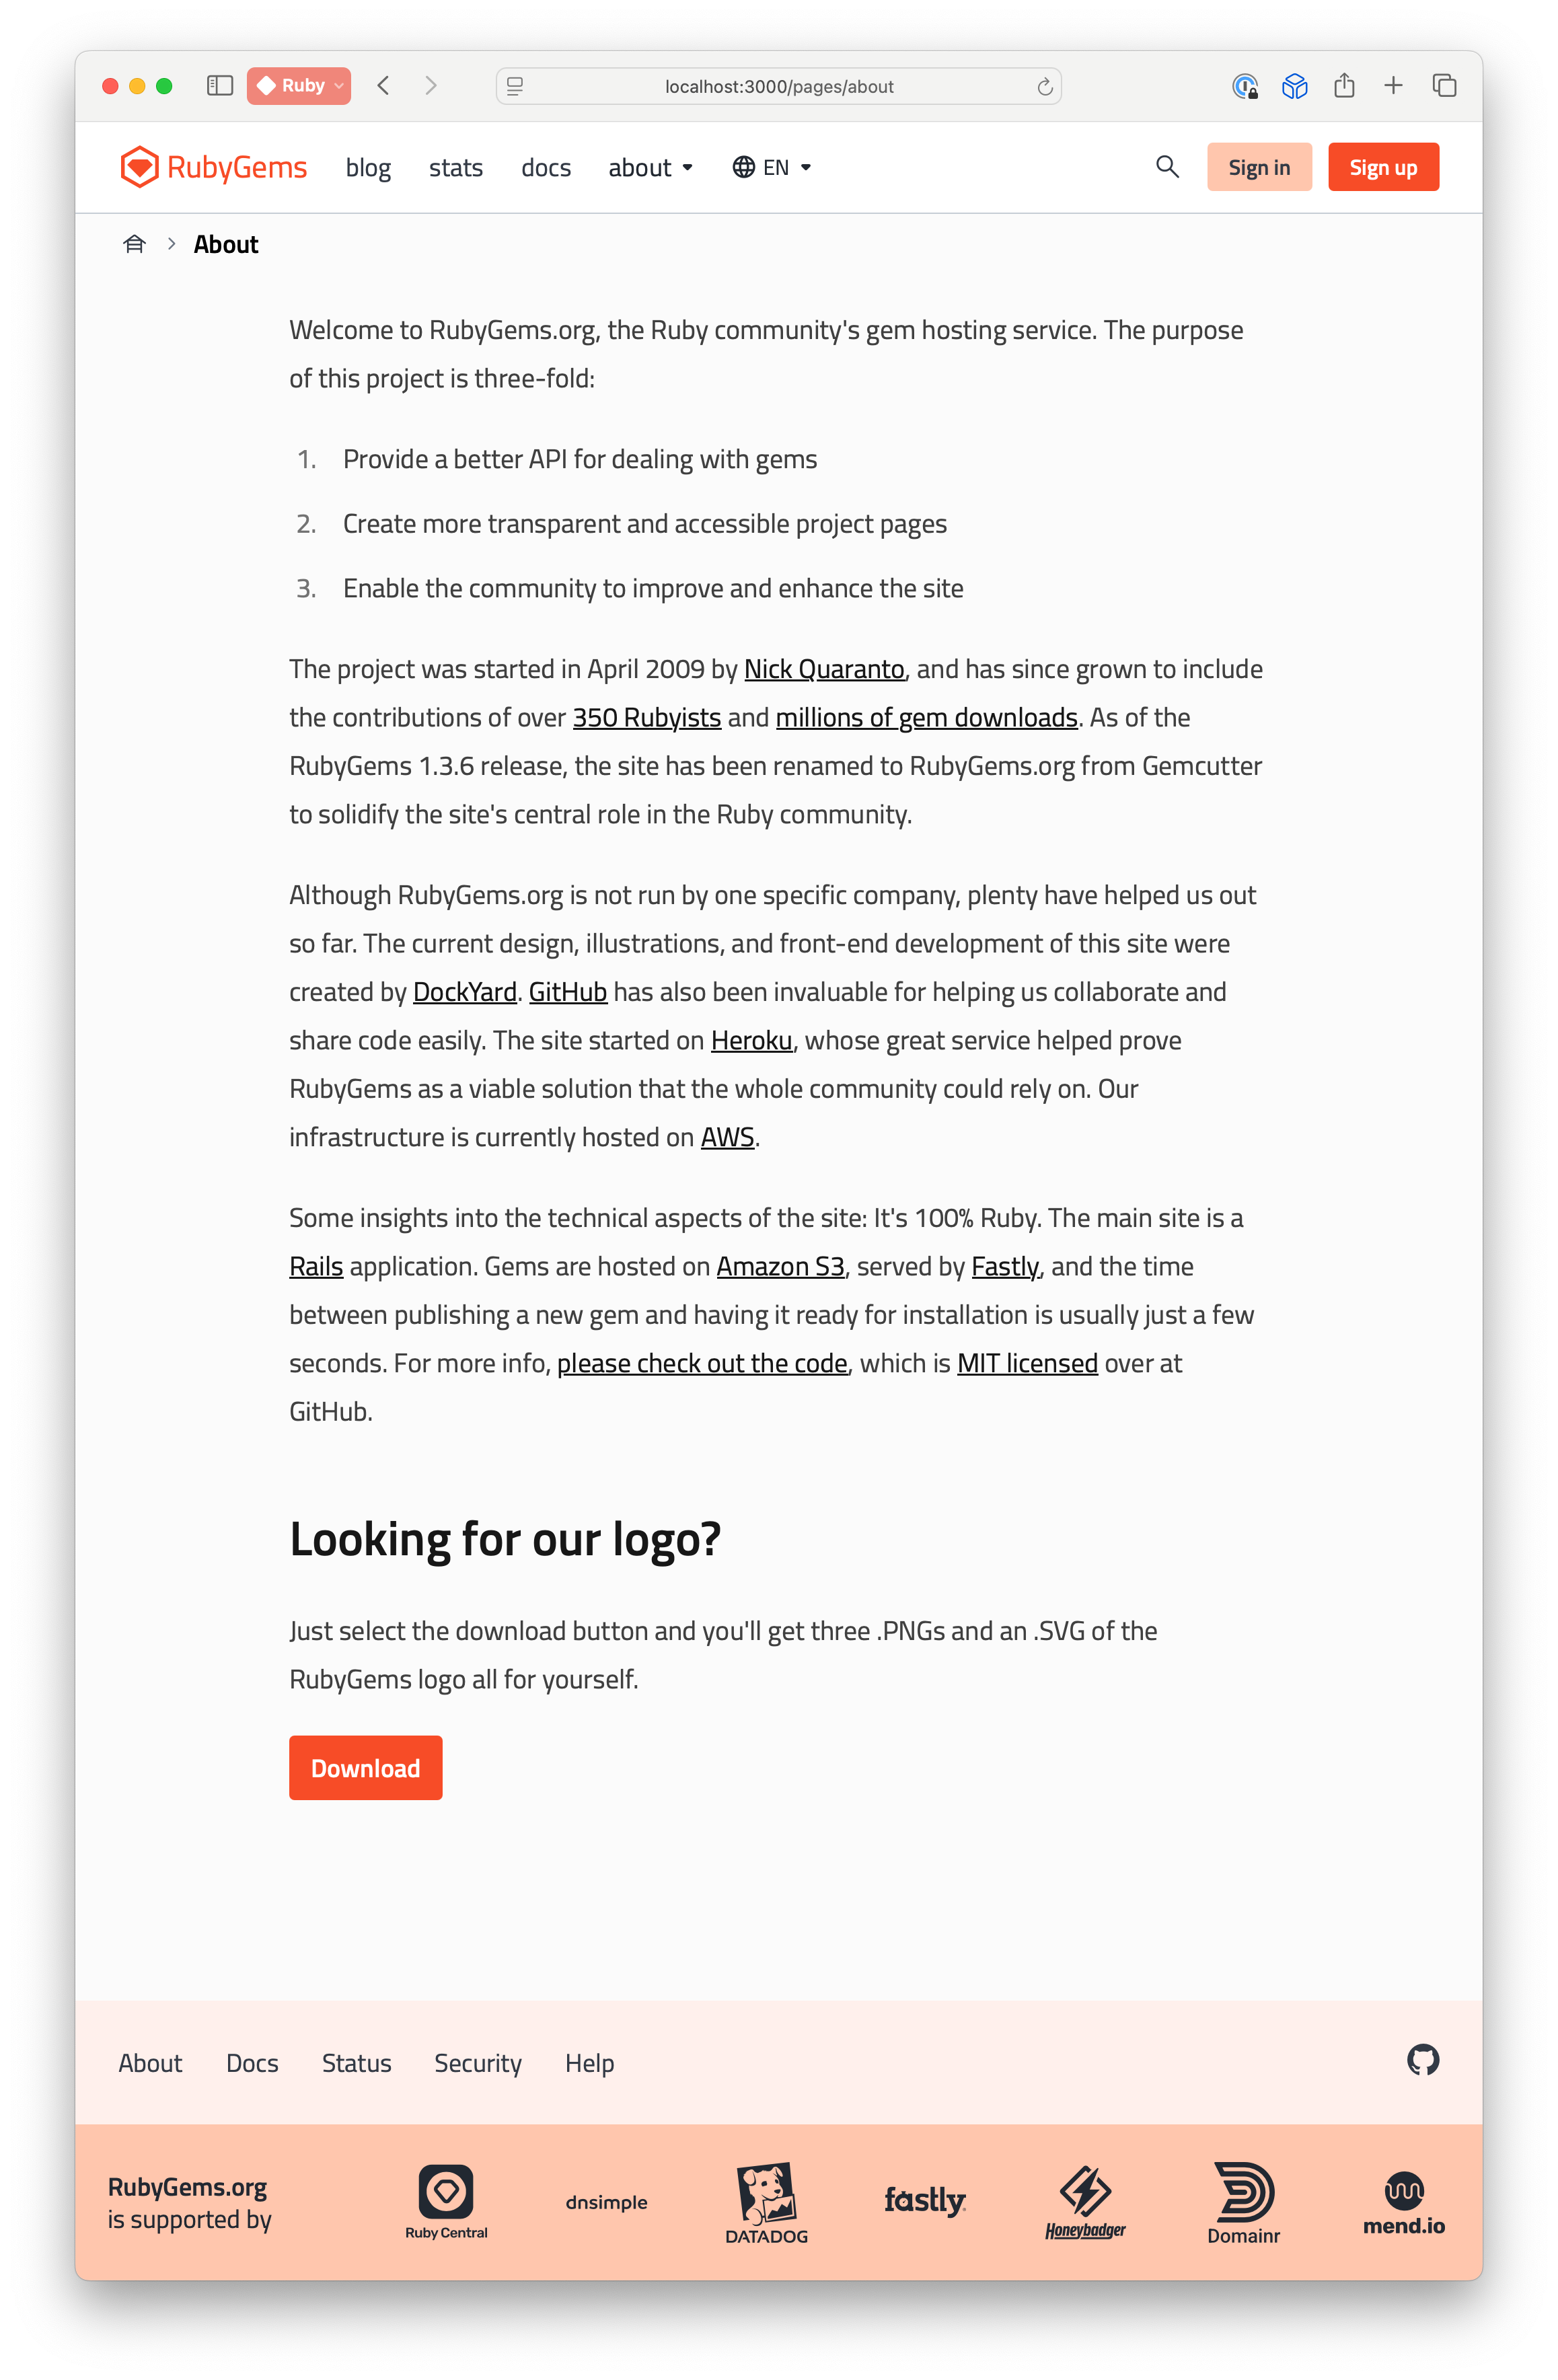 Ruby
localhost:3000/pages/about
RubyGems
blog
stats
docs
about
EN
Sign in
Sign up
About
Welcome to RubyGems.org, the Ruby community's gem hosting service. The purpose
of this project is three-fold:
1. Provide a better API for dealing with gems
2. Create more transparent and accessible project pages
3. Enable the community to improve and enhance the site
The project was started in April 2009 by Nick Quaranto, and has since grown to include
the contributions of over 350 Rubyists and millions of gem downloads. As of the
RubyGems 1.3.6 release, the site has been renamed to RubyGems.org from Gemcutter
to solidify the site's central role in the Ruby community.
Although RubyGems.org is not run by one specific company, plenty have helped us out
so far. The current design, illustrations, and front-end development of this site were
created by DockYard. GitHub has also been invaluable for helping us collaborate and
share code easily. The site started on Heroku, whose great service helped prove
RubyGems as a viable solution that the whole community could rely on. Our
infrastructure is currently hosted on AWS.
Some insights into the technical aspects of the site: It's 100% Ruby. The main site is a
Rails application. Gems are hosted on Amazon S3, served by Fastly, and the time
between publishing a new gem and having it ready for installation is usually just a few
seconds. For more info, please check out the code, which is MIT licensed over at
GitHub.
Looking for our logo?
Just select the download button and you'll get three .PNGs and an .SVG of the
RubyGems logo all for yourself.
Download
About
Docs
Status
Security
Help
RubyGems.org
is supported by
Ruby Central
dnsimple
DATADOG
fastly
Honeybadger
Domainr
mend.io